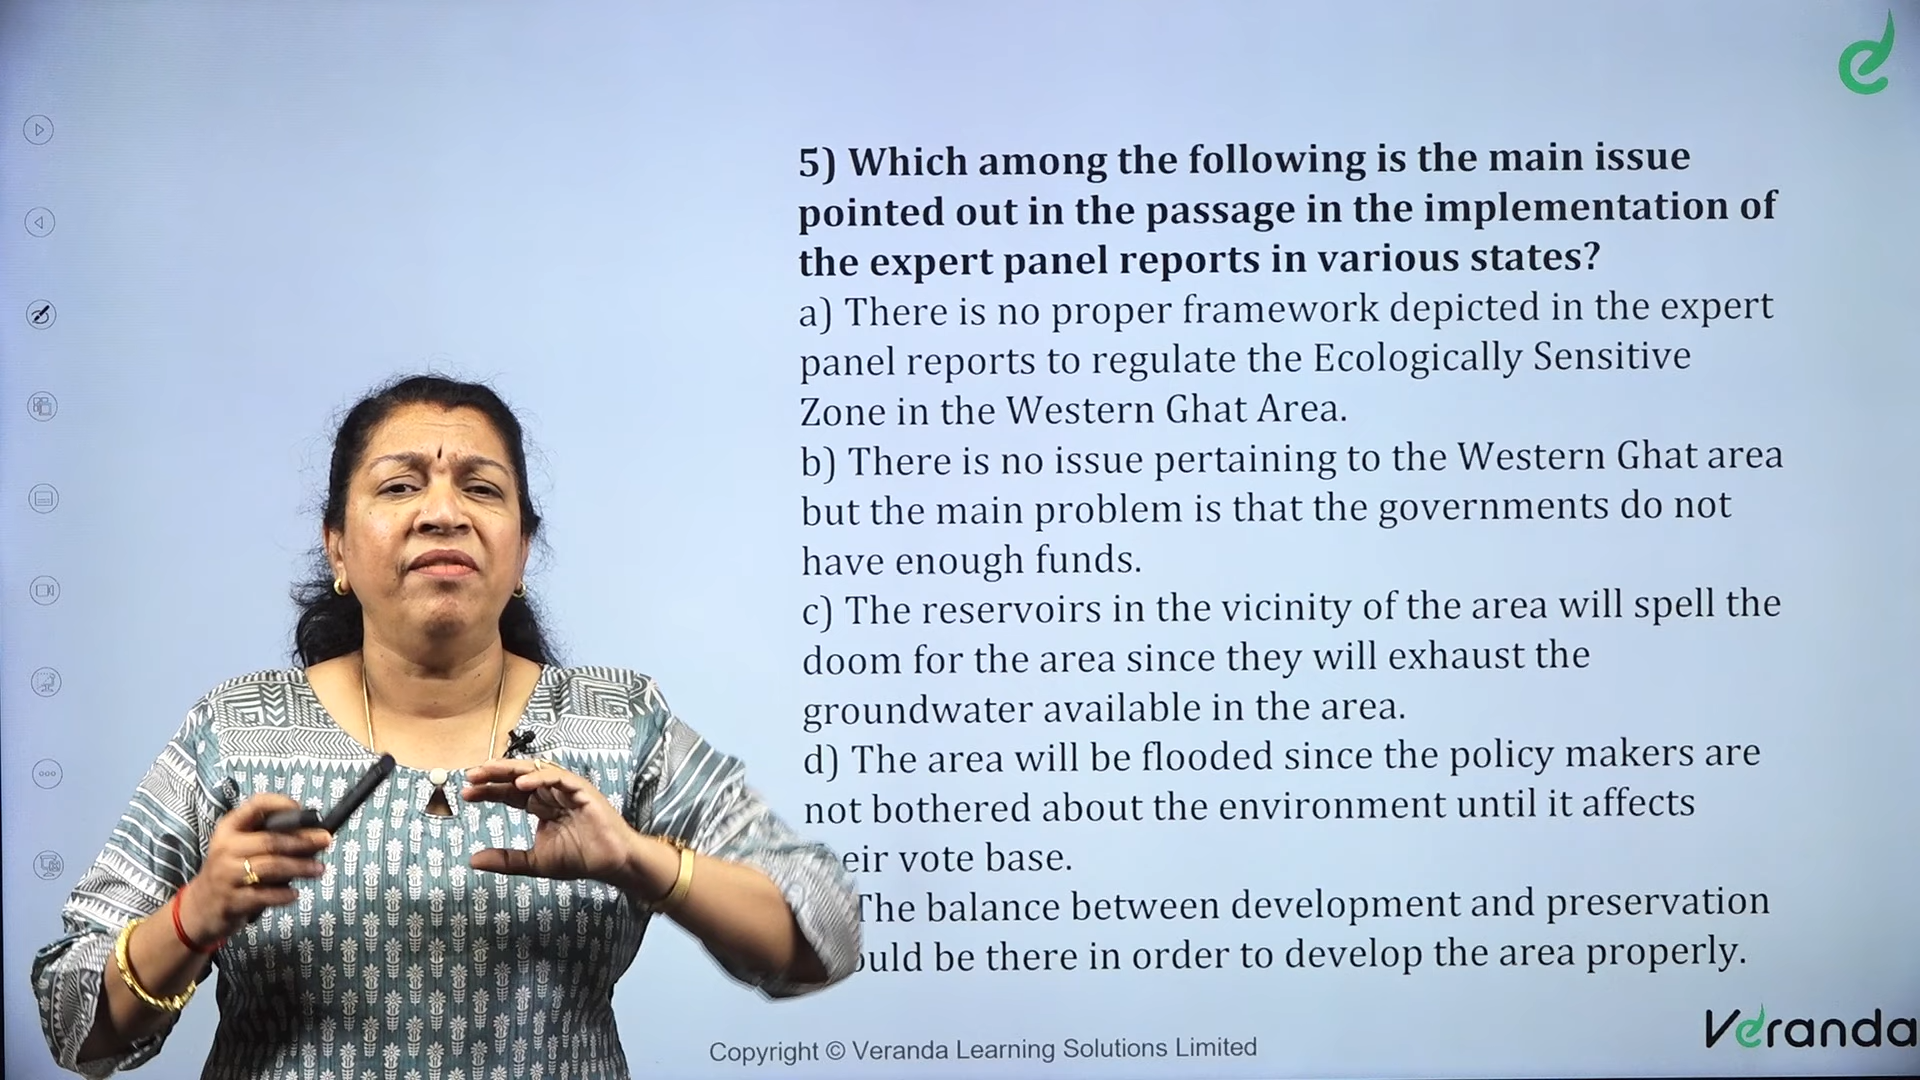 5) Which among the following is the main issue
pointed out in the passage in the implementation of
the expert panel reports in various states?
a) There is no proper framework depicted in the expert
panel reports to regulate the Ecologically Sensitive
Zone in the Western Ghat Area.
b) There is no issue pertaining to the Western Ghat area
but the main problem is that the governments do not
have enough funds.
c) The reservoirs in the vicinity of the area will spell the
doom for the area since they will exhaust the
groundwater available in the area.
d) The area will be flooded since the policy makers are
not bothered about the environment until it affects
eir vote base.
The balance between development and preservation
ould be there in order to develop the area properly.
Veranda
Copyright © Veranda Learning Solutions Limited